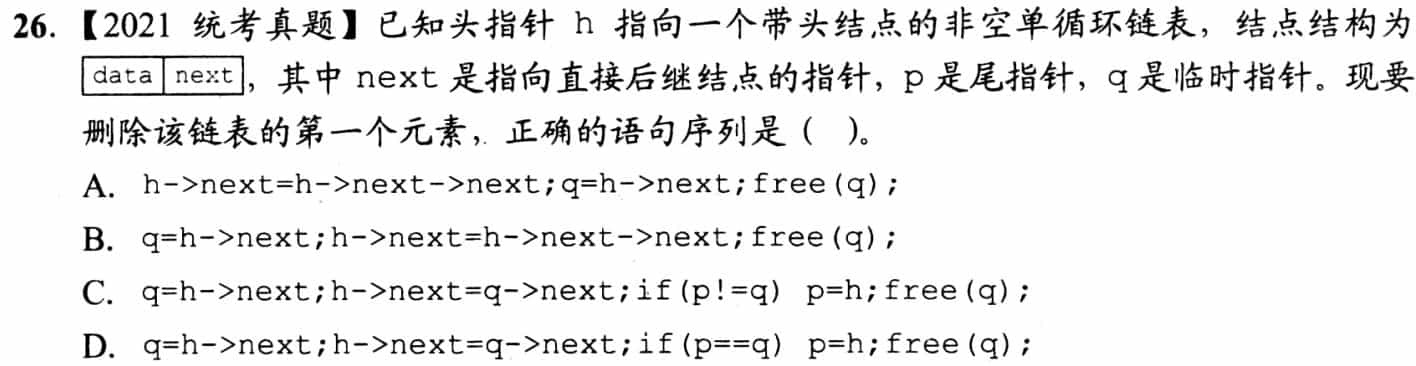 26.【2021 统考真题】已知头指针 h 指向一个带头结点的非空单循环链表，结点结构为
data next，其中 next 是指向直接后继结点的指针，p 是尾指针，q 是临时指针。现要
删除该链表的第一个元素，正确的语句序列是（ ）。
A. h->next=h->next->next;q=h->next;free(q);
B. q=h->next;h->next=h->next->next;free(q);
C. q=h->next;h->next=q->next;if(p!=q) p=h;free(q);
D. q=h->next;h->next=q->next;if(p==q) p=h;free(q);